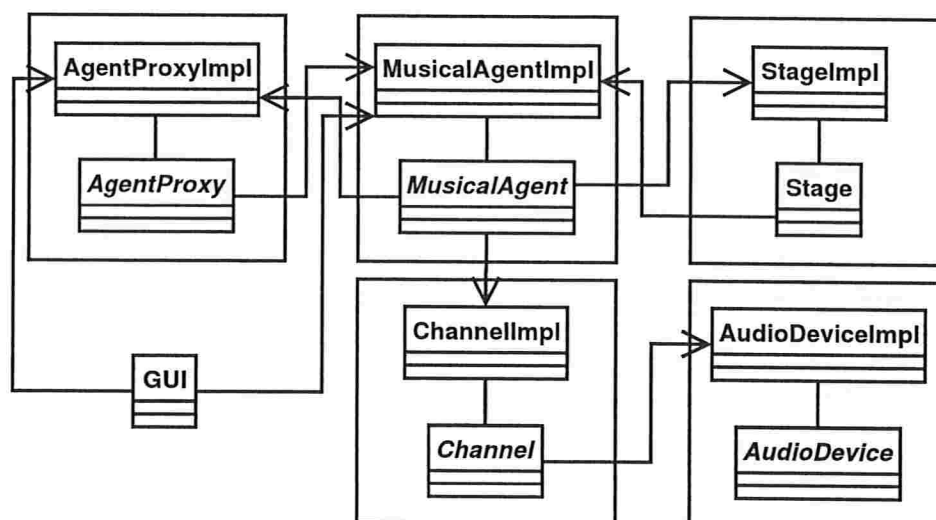 AgentProxyImpl
MusicalAgentImpl
StageImpl
AgentProxy
MusicalAgent
Stage
ChannelImpl
AudioDeviceImpl
GUI
Channel
AudioDevice